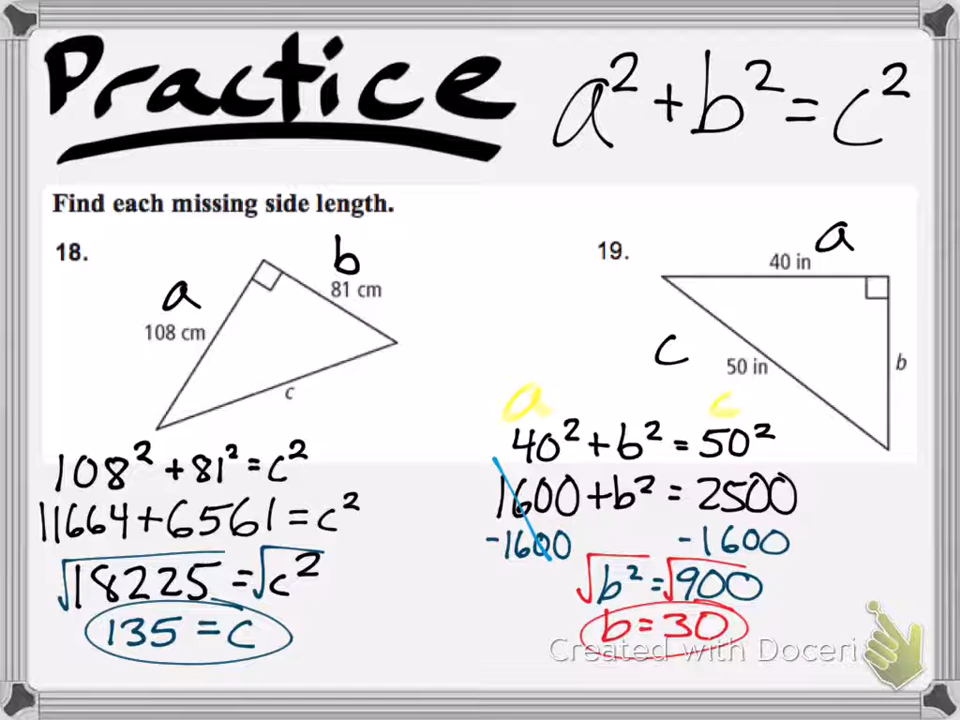 Practice
a² + b² = c²
Find each missing side length.
18.
a
108 cm
b
81 cm
c
108² + 81² = c²
11664 + 6561 = c²
√18225 = √c²
135 = c
19.
a
40 in
c
50 in
b
a c
40² + b² = 50²
1600 + b² = 2500
-1600 -1600
√b² = √900
b = 30
Created with Doceri